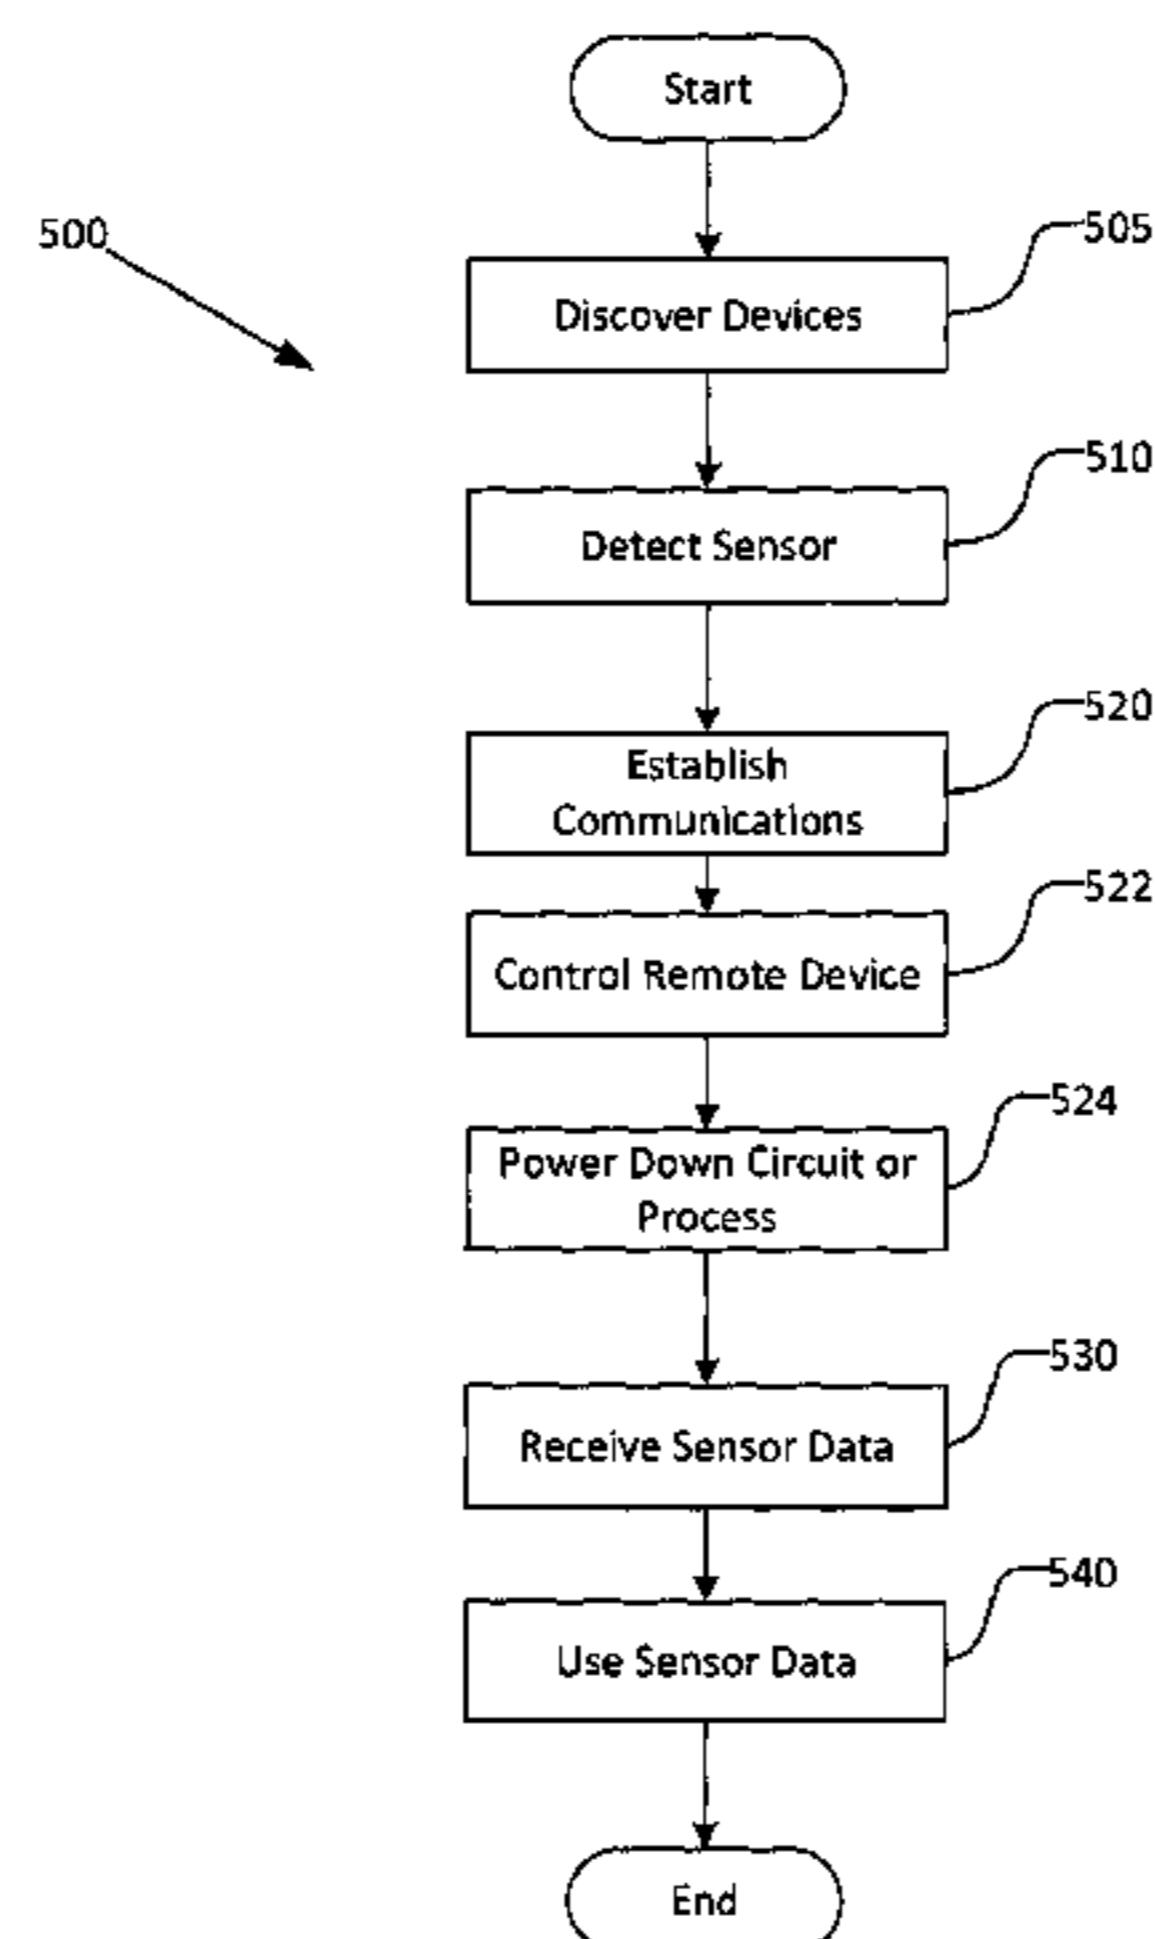 Start
500
505
Discover Devices
510
Detect Sensor
520
Establish
Communications
522
Control Remote Device
524
Power Down Circuit or
Process
530
Receive Sensor Data
540
Use Sensor Data
End